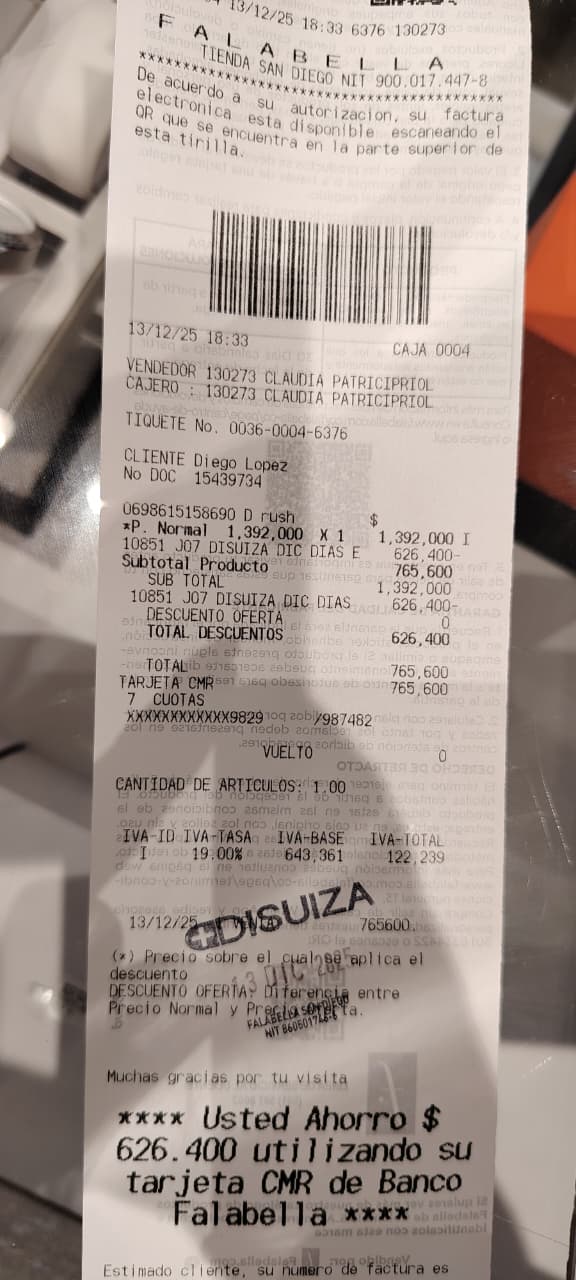 13/12/25 18:33 6376 130273
FALABELLA
TIENDA SAN DIEGO NIT 900.017.447-8
****************************************
De acuerdo a su autorizacion, su factura
electronica esta disponible escaneando el
QR que se encuentra en la parte superior de
esta tirilla.
13/12/25 18:33 CAJA 0004
VENDEDOR 130273 CLAUDIA PATRICIPRIOL
CAJERO : 130273 CLAUDIA PATRICIPRIOL
TIQUETE No. 0036-0004-6376
CLIENTE Diego Lopez
No DOC 15439734
0698615158690 D rush $
*P. Normal 1,392,000 X 1 1,392,000 I
10851 J07 DISUIZA DIC DIAS E 626,400-
Subtotal Producto 765,600
SUB TOTAL 1,392,000
10851 J07 DISUIZA DIC DIAS 626,400-
DESCUENTO OFERTA 0
TOTAL DESCUENTOS 626,400
TOTAL 765,600
TARJETA CMR 765,600
7 CUOTAS
XXXXXXXXXXXX9829 /987482
VUELTO 0
CANTIDAD DE ARTICULOS: 1.00
IVA-ID IVA-TASA IVA-BASE IVA-TOTAL
I 19.00% 643,361 122,239
DISUIZA
13/12/25 765600.
(*) Precio sobre el cual se aplica el
descuento
13 DIC
DESCUENTO OFERTA: Diferencia entre
Precio Normal y Precio Oferta.
FALABELLA SAN DIEGO
Muchas gracias por tu visita
**** Usted Ahorro $
626.400 utilizando su
tarjeta CMR de Banco
Falabella ****
Estimado cliente, su numero de factura es